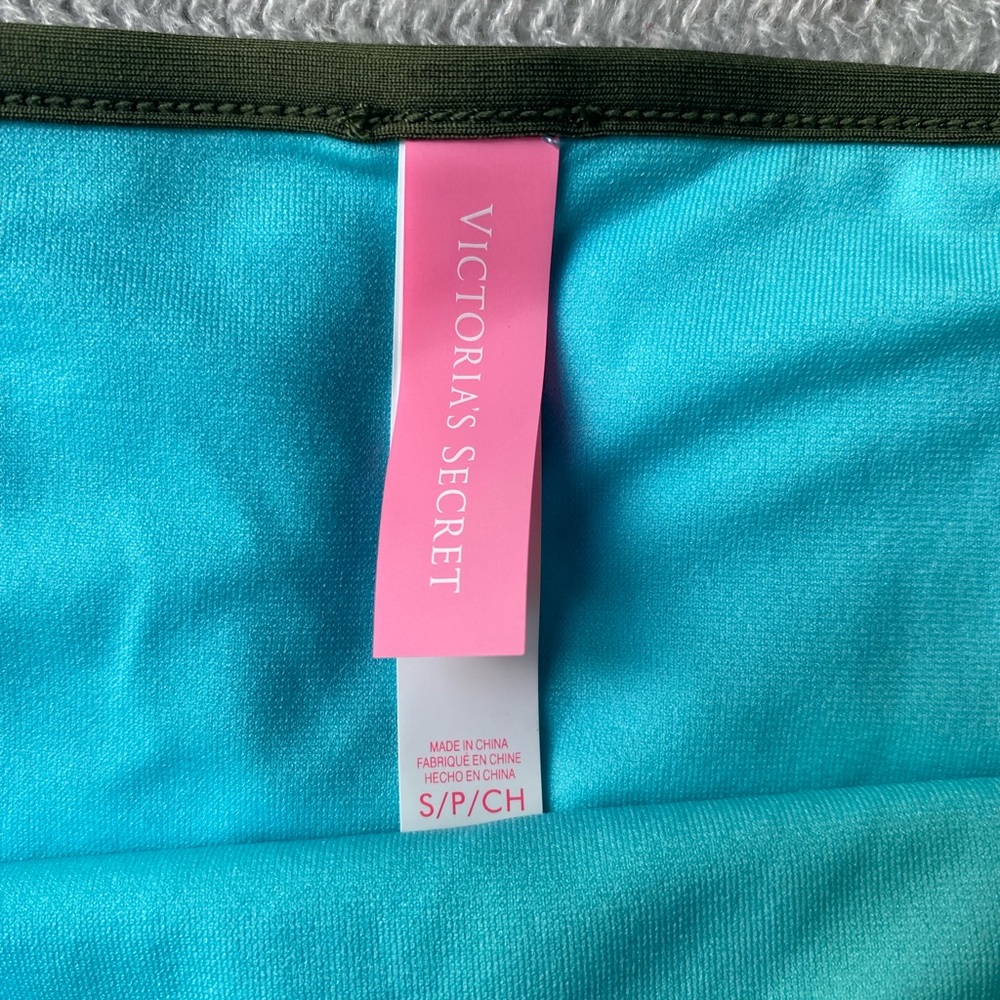 VICTORIA'S SECRET
MADE IN CHINA
FABRIQUÉ EN CHINE
HECHO EN CHINA
S/P/CH